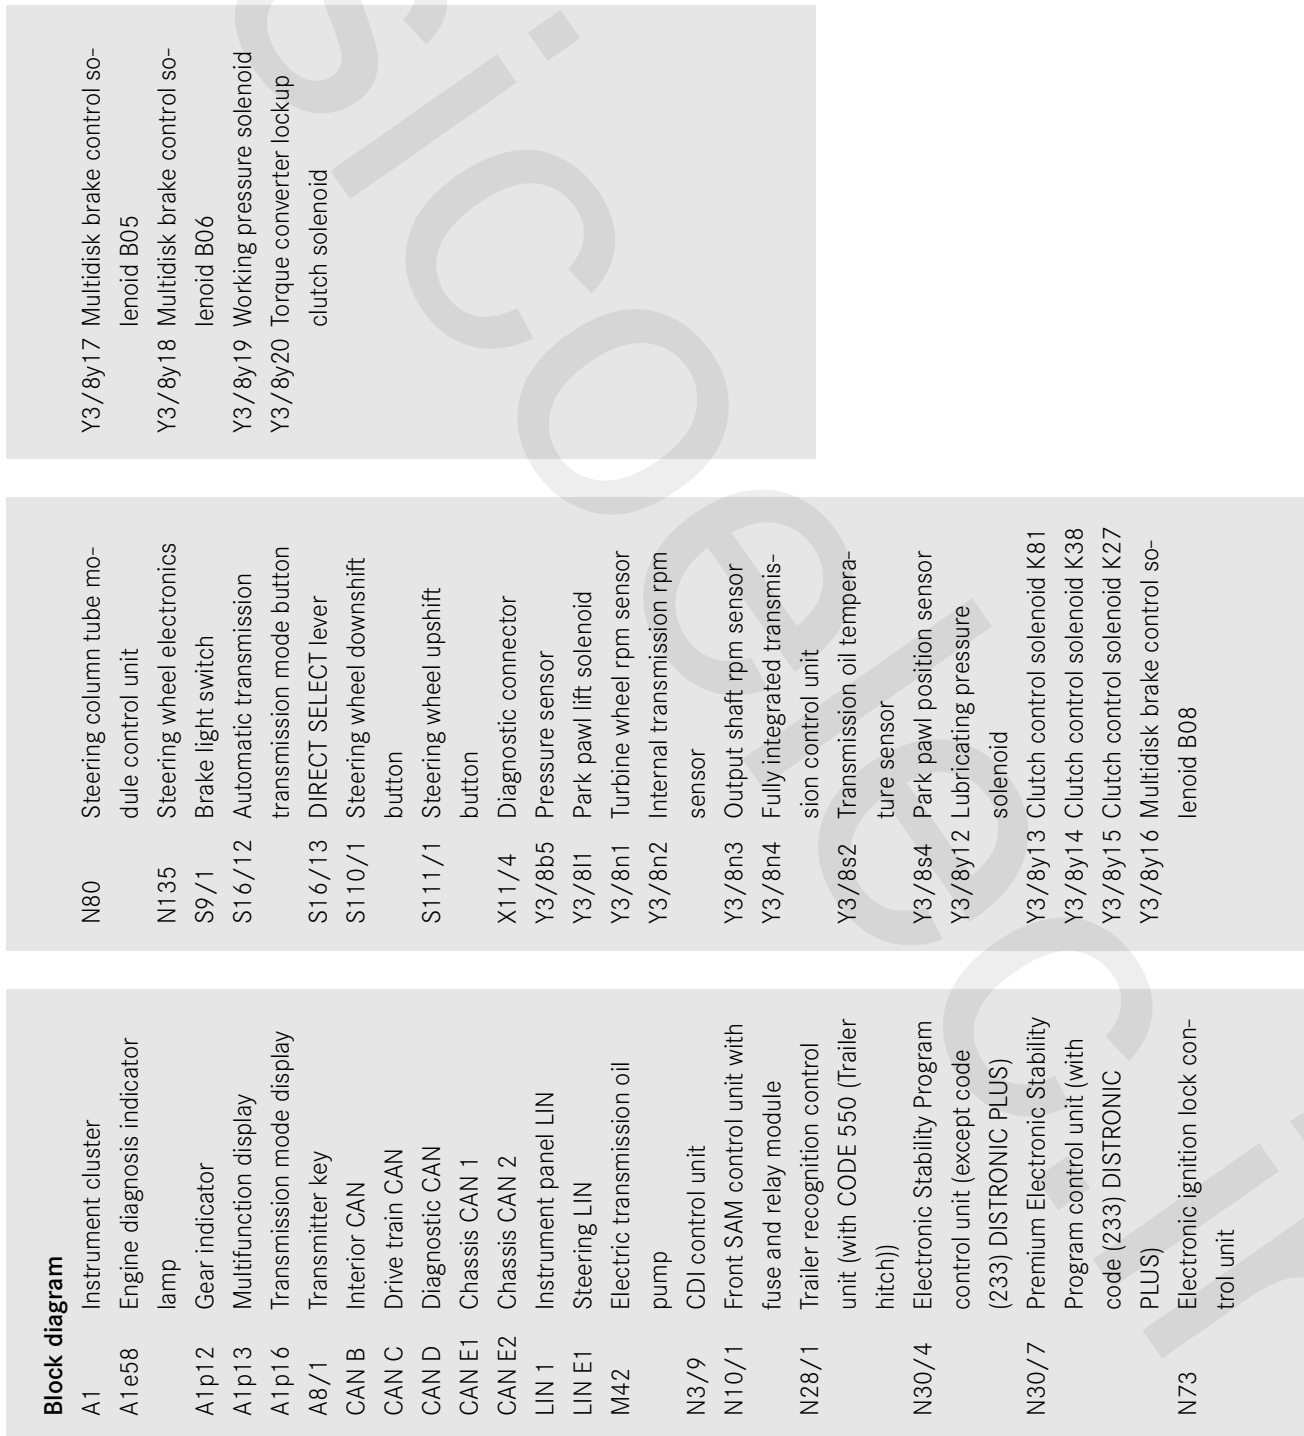 Block diagram
A1 Instrument cluster
A1e58 Engine diagnosis indicator
lamp
A1p12 Gear indicator
A1p13 Multifunction display
A1p16 Transmission mode display
A8/1 Transmitter key
CAN B Interior CAN
CAN C Drive train CAN
CAN D Diagnostic CAN
CAN E1 Chassis CAN 1
CAN E2 Chassis CAN 2
LIN 1 Instrument panel LIN
LIN E1 Steering LIN
M42 Electric transmission oil
pump
N3/9 CDI control unit
N10/1 Front SAM control unit with
fuse and relay module
N28/1 Trailer recognition control
unit (with CODE 550 (Trailer
hitch))
N30/4 Electronic Stability Program
control unit (except code
(233) DISTRONIC PLUS)
N30/7 Premium Electronic Stability
Program control unit (with
code (233) DISTRONIC
PLUS)
N73 Electronic ignition lock con-
trol unit
N80 Steering column tube mo-
dule control unit
N135 Steering wheel electronics
S9/1 Brake light switch
S16/12 Automatic transmission
transmission mode button
S16/13 DIRECT SELECT lever
S110/1 Steering wheel downshift
button
S111/1 Steering wheel upshift
button
X11/4 Diagnostic connector
Y3/8b5 Pressure sensor
Y3/8l1 Park pawl lift solenoid
Y3/8n1 Turbine wheel rpm sensor
Y3/8n2 Internal transmission rpm
sensor
Y3/8n3 Output shaft rpm sensor
Y3/8n4 Fully integrated transmis-
sion control unit
Y3/8s2 Transmission oil tempera-
ture sensor
Y3/8s4 Park pawl position sensor
Y3/8y12 Lubricating pressure
solenoid
Y3/8y13 Clutch control solenoid K81
Y3/8y14 Clutch control solenoid K38
Y3/8y15 Clutch control solenoid K27
Y3/8y16 Multidisk brake control so-
lenoid B08
Y3/8y17 Multidisk brake control so-
lenoid B05
Y3/8y18 Multidisk brake control so-
lenoid B06
Y3/8y19 Working pressure solenoid
Y3/8y20 Torque converter lockup
clutch solenoid
sicoelec.ir